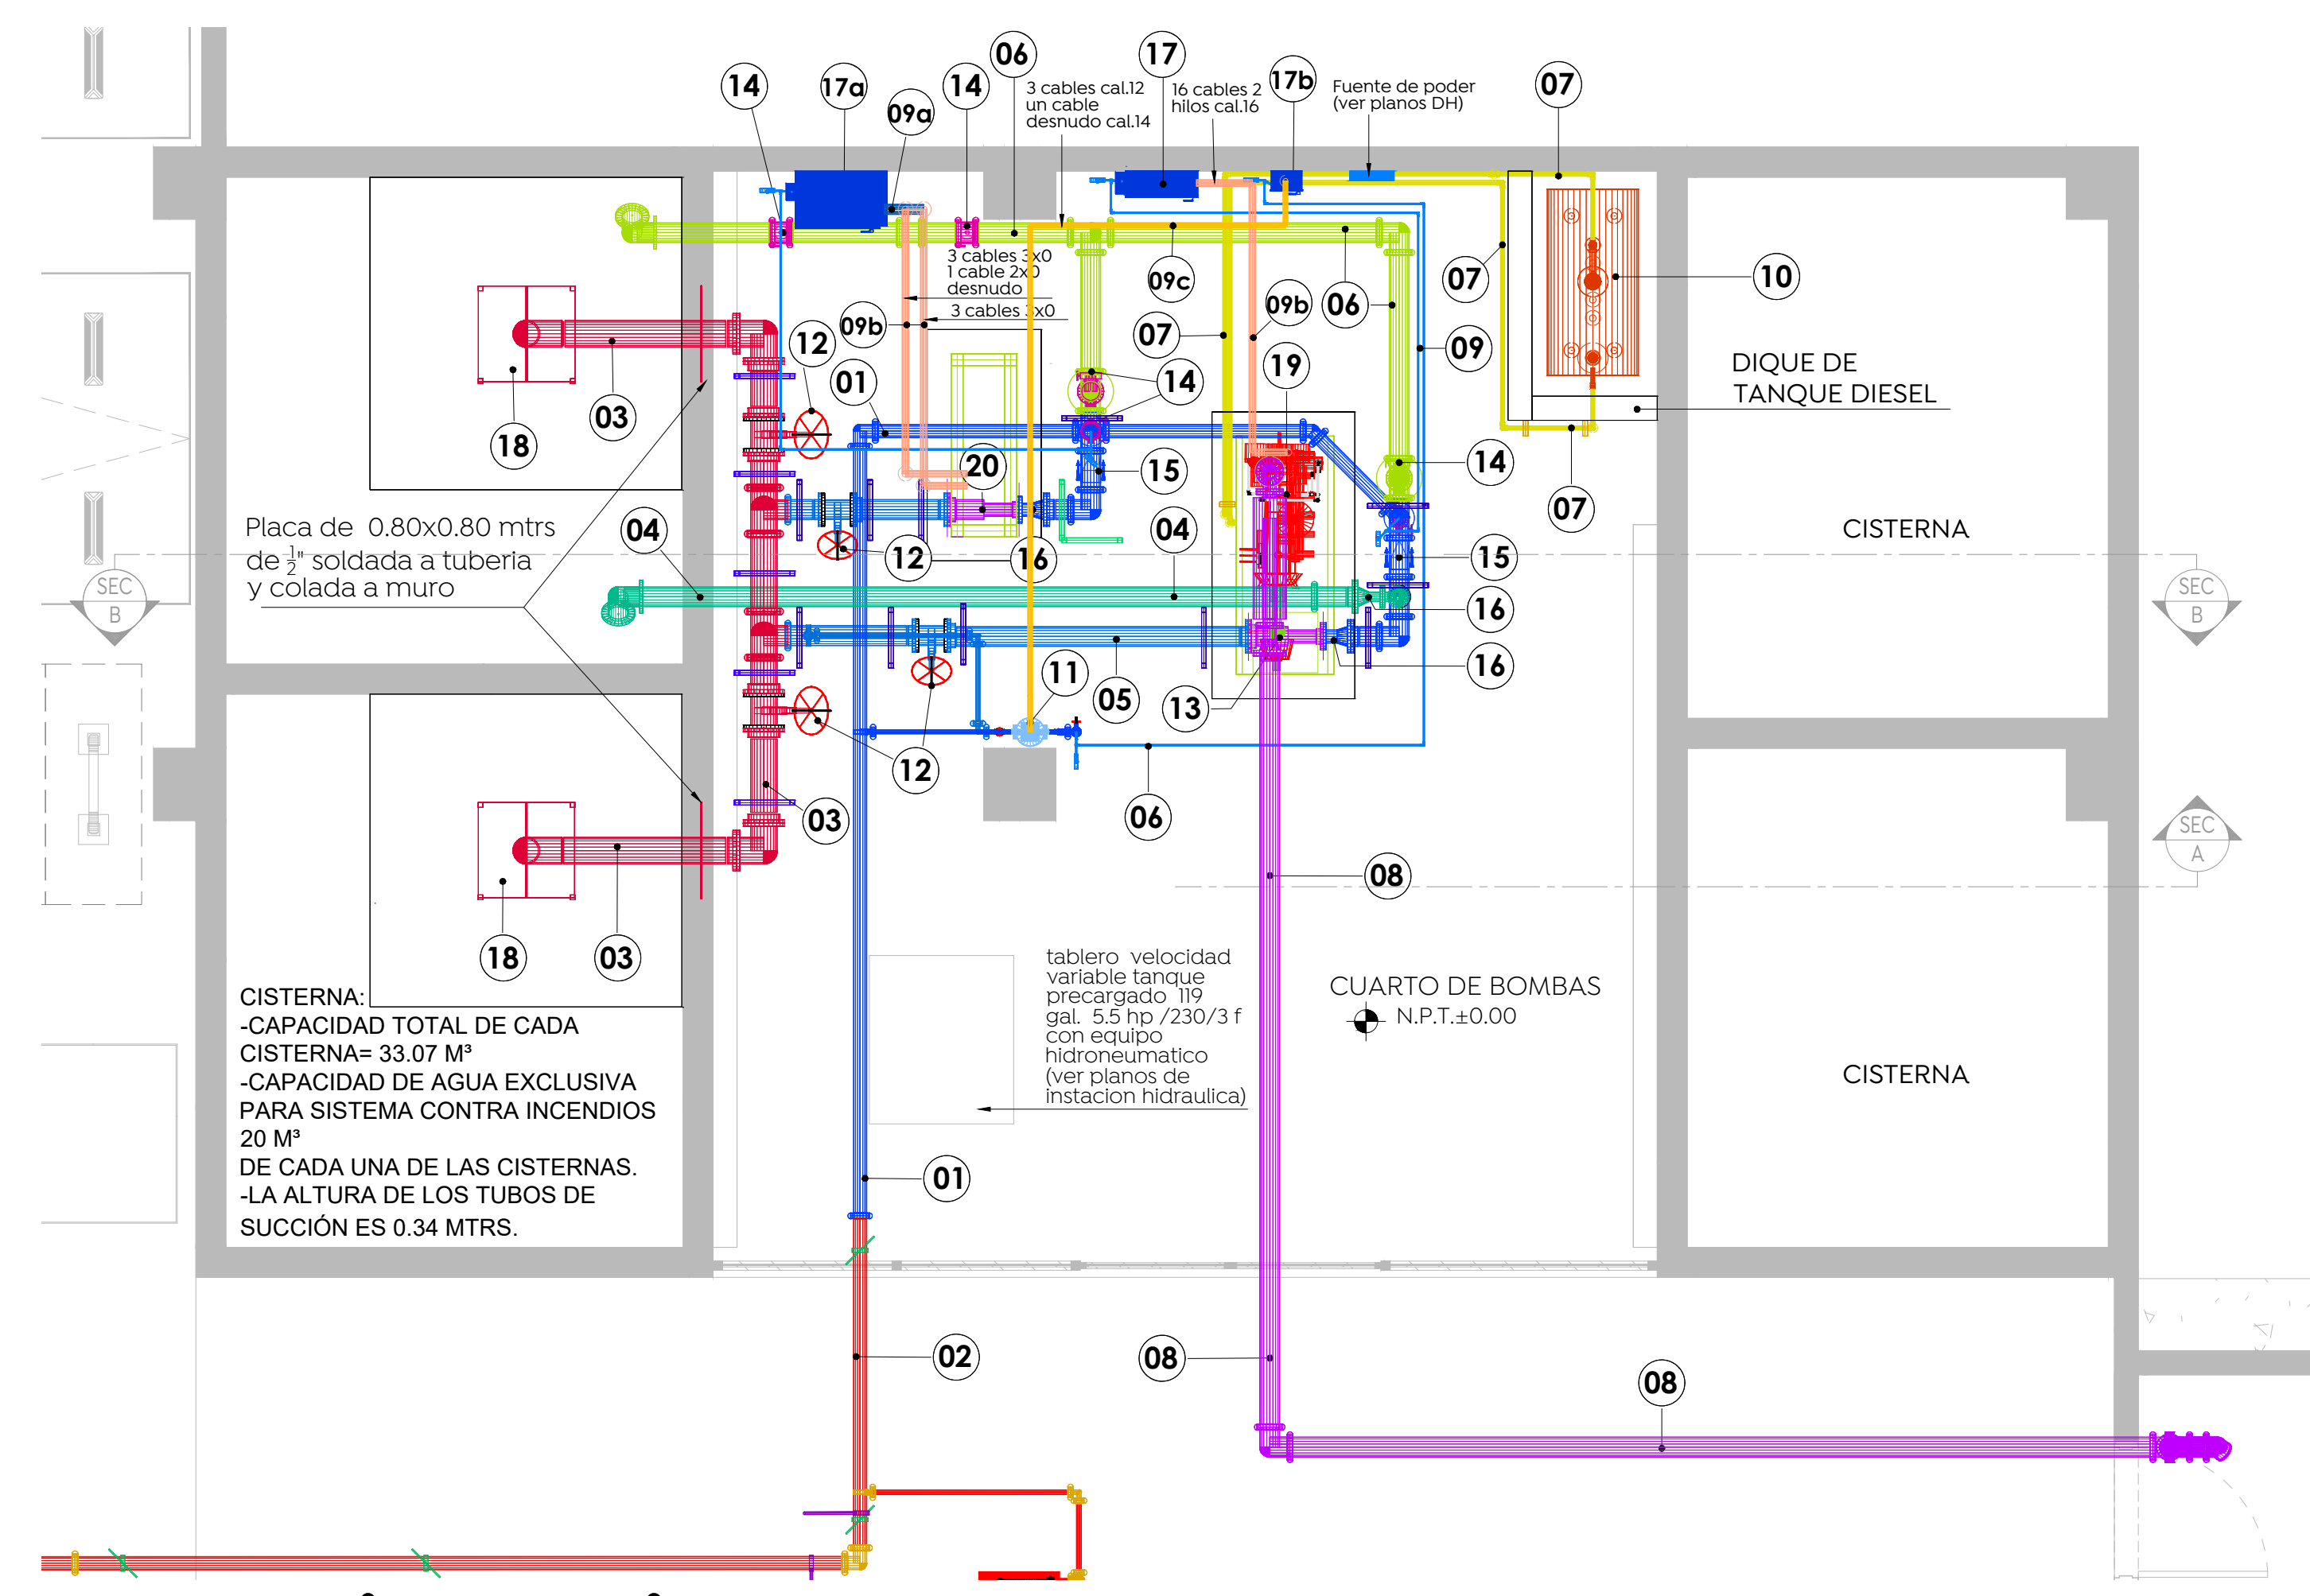 06
17
14
17a
09a
14
3 cables cal.12
un cable
desnudo cal.14
16 cables 2
hilos cal.16
17b
Fuente de poder
(ver planos DH)
07
07
3 cables 3x0
1 cable 2x0
desnudo
3 cables 3x0
09c
09b
06
07
10
09b
12
01
07
19
09
DIQUE DE
TANQUE DIESEL
03
18
14
14
20
15
07
Placa de 0.80x0.80 mtrs
de 1/2" soldada a tuberia
y colada a muro
04
12
16
04
15
CISTERNA
SEC
B
SEC
B
16
16
11
05
13
12
03
06
SEC
A
08
18
03
CISTERNA:
-CAPACIDAD TOTAL DE CADA
CISTERNA= 33.07 M³
-CAPACIDAD DE AGUA EXCLUSIVA
PARA SISTEMA CONTRA INCENDIOS
20 M³
DE CADA UNA DE LAS CISTERNAS.
-LA ALTURA DE LOS TUBOS DE
SUCCIÓN ES 0.34 MTRS.
tablero velocidad
variable tanque
precargado 119
gal. 5.5 hp /230/3 f
con equipo
hidroneumatico
(ver planos de
instacion hidraulica)
CUARTO DE BOMBAS
N.P.T.±0.00
CISTERNA
01
02
08
08